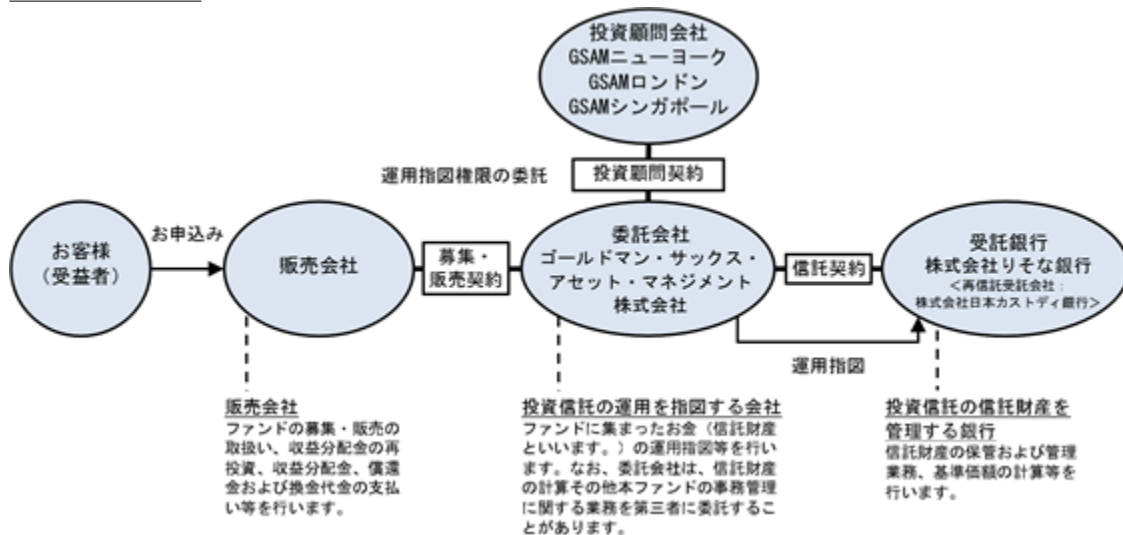 投資顧問会社
GSAMニューヨーク
GSAMロンドン
GSAMシンガポール
運用指図権限の委託
投資顧問契約
お客様
（受益者）
お申込み
販売会社
募集・
販売契約
委託会社
ゴールドマン・サックス・
アセット・マネジメント
株式会社
信託契約
受託銀行
株式会社りそな銀行
＜再信託受託会社：
株式会社日本カストディ銀行＞
運用指図
販売会社
ファンドの募集・販売の
取扱い、収益分配金の再
投資、収益分配金、償還
金および換金代金の支払
い等を行います。
投資信託の運用を指図する会社
ファンドに集まったお金（信託財産
といいます。）の運用指図等を行い
ます。なお、委託会社は、信託財産
の計算その他本ファンドの事務管理
に関する業務を第三者に委託するこ
とがあります。
投資信託の信託財産を
管理する銀行
信託財産の保管および管理
業務、基準価額の計算等を
行います。